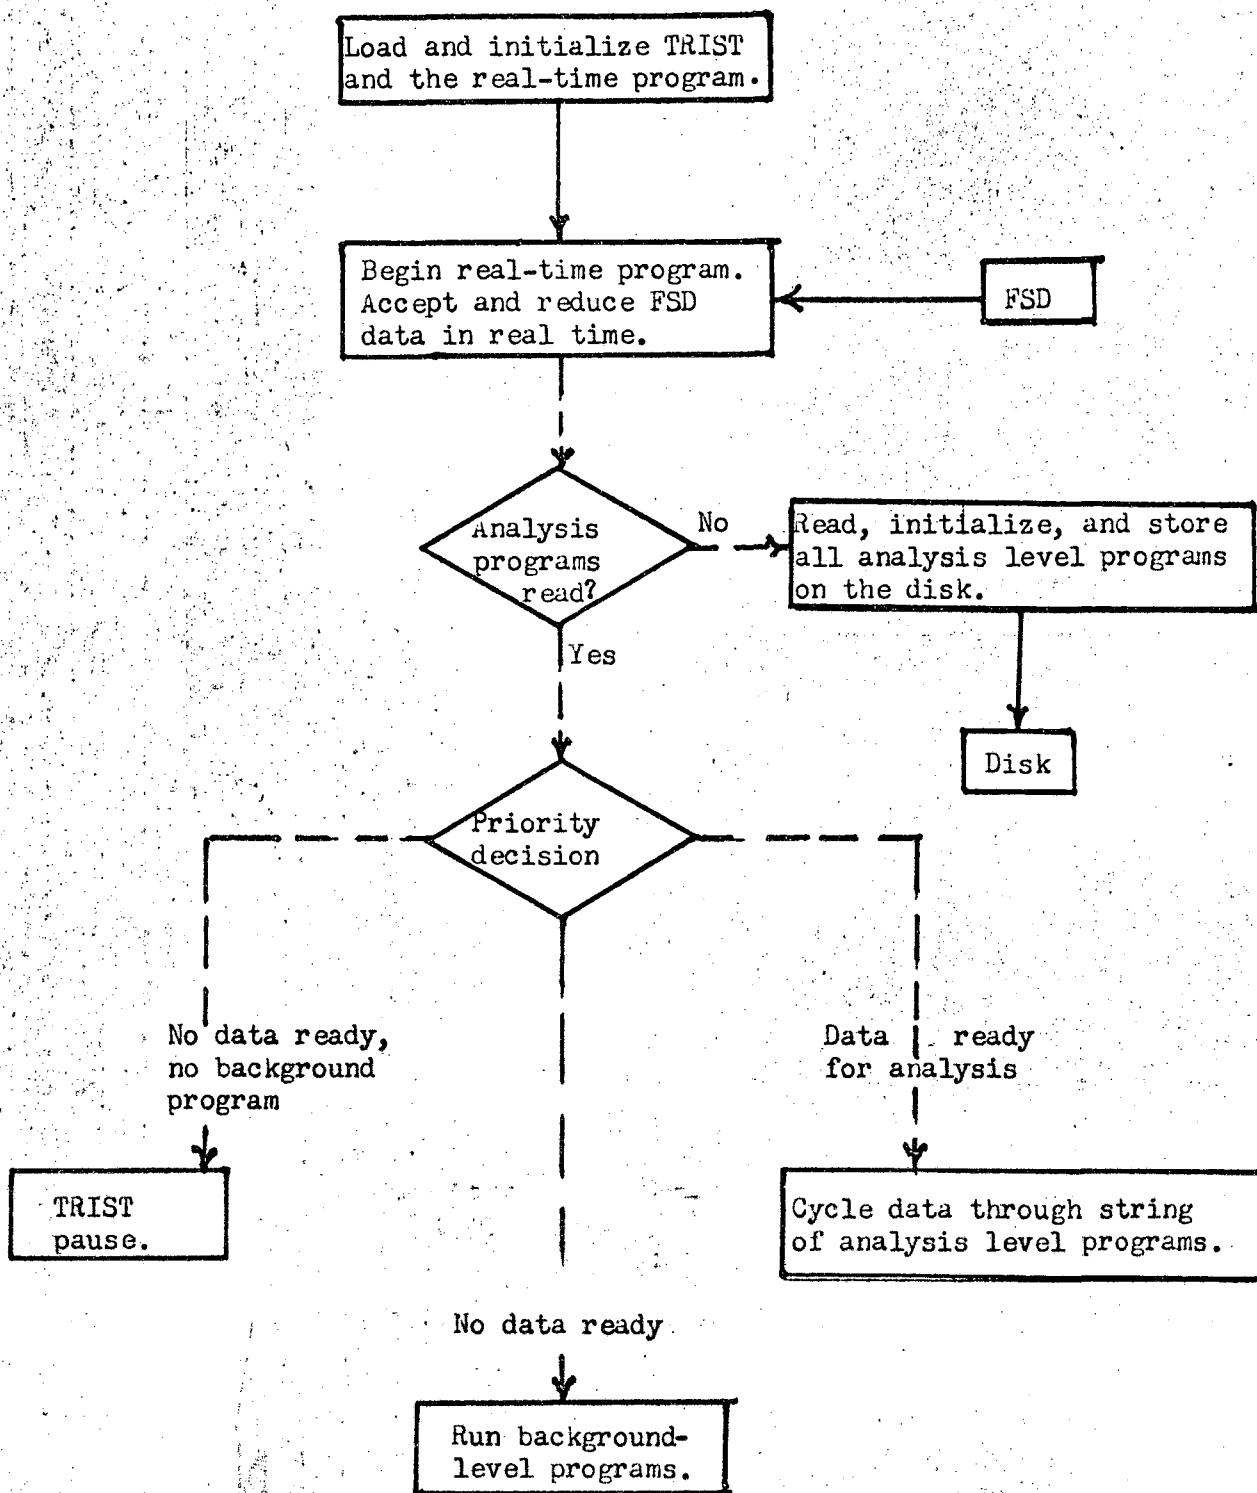 Load and initialize TRIST
and the real-time program.
Begin real-time program.
Accept and reduce FSD
data in real time.
FSD
Analysis
programs
read?
No
Read, initialize, and store
all analysis level programs
on the disk.
Yes
Disk
Priority
decision
No data ready,
no background
program
Data ready
for analysis
TRIST
pause.
Cycle data through string
of analysis level programs.
No data ready
Run background-
level programs.